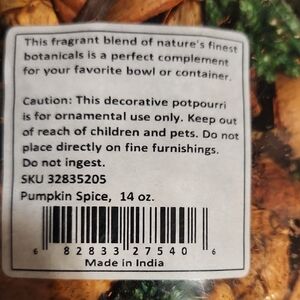 This fragrant blend of nature's finest
botanicals is a perfect complement
for your favorite bowl or container.
Caution: This decorative potpourri
is for ornamental use only. Keep out
of reach of children and pets. Do not
place directly on fine furnishings.
Do not ingest.
SKU 32835205
Pumpkin Spice, 14 oz.
6 82833 27540 6
Made in India